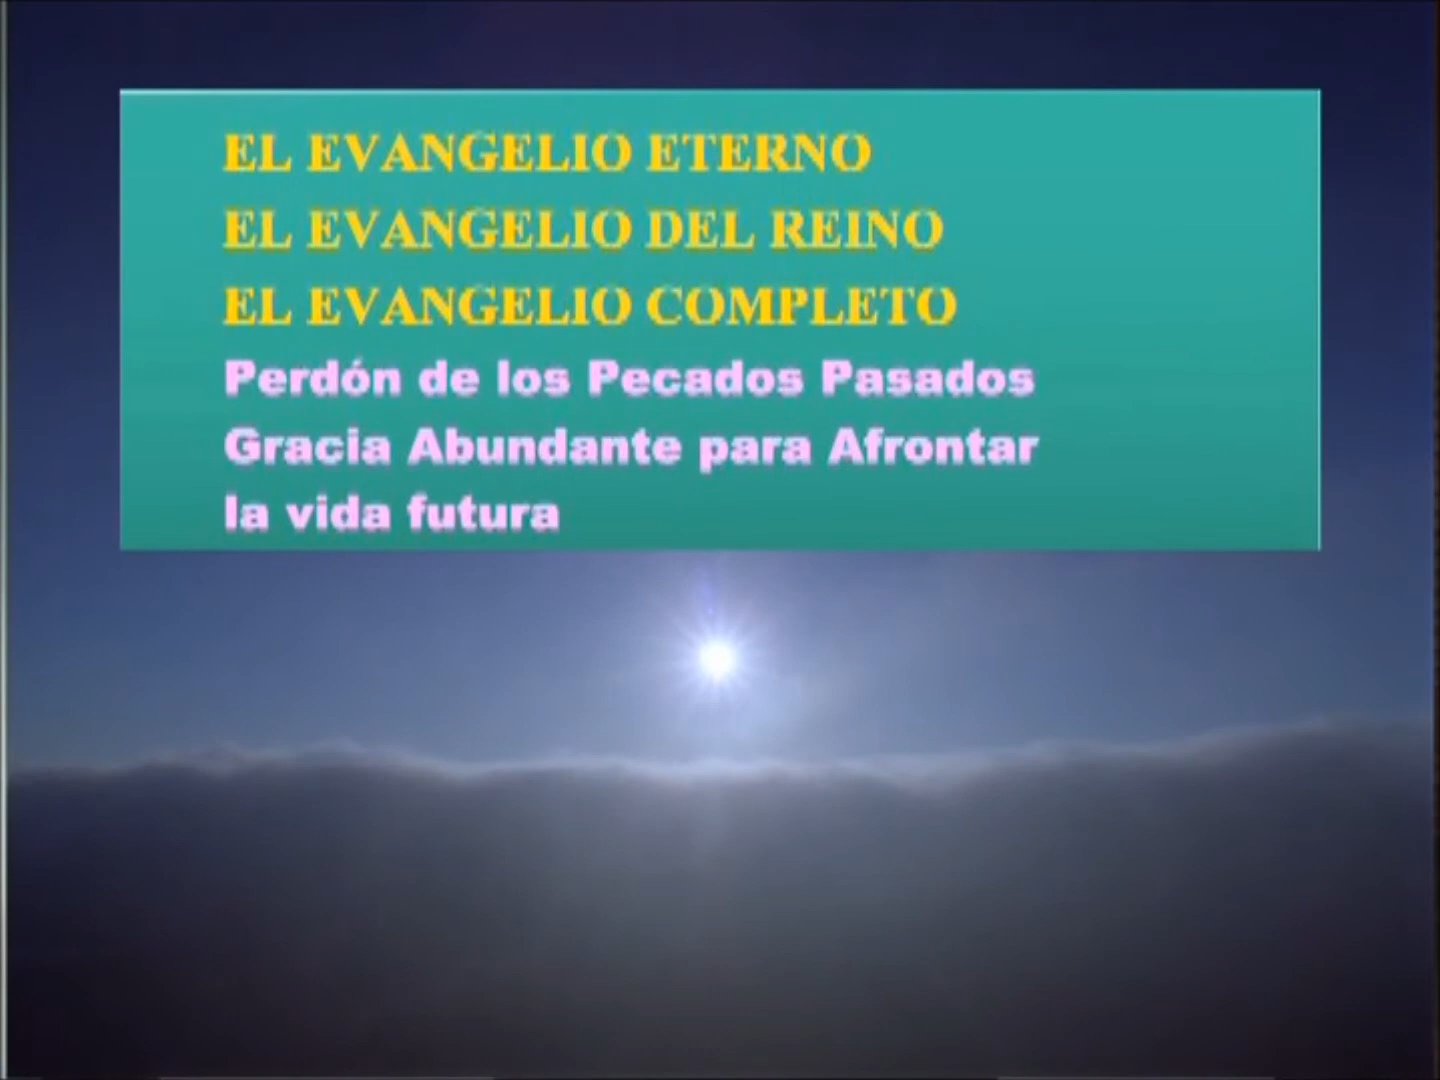 EL EVANGELIO ETERNO
EL EVANGELIO DEL REINO
EL EVANGELIO COMPLETO
Perdón de los Pecados Pasados
Gracia Abundante para Afrontar
la vida futura